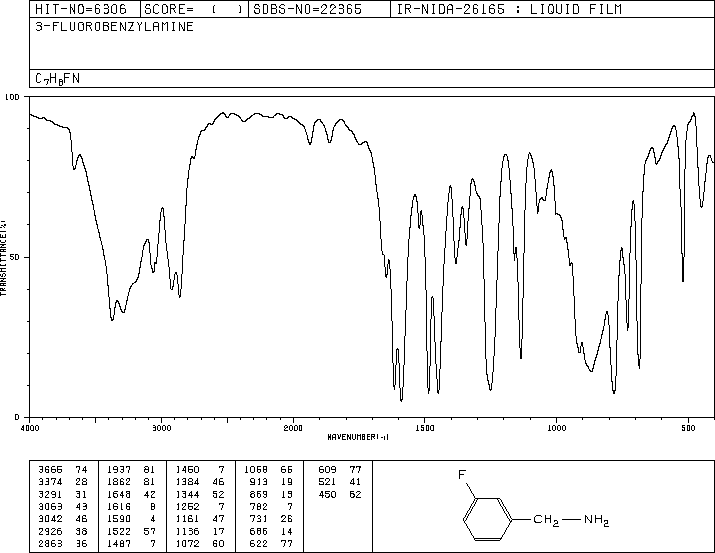 HIT-NO=6306 SCORE= ( ) SDBS-NO=22365 IR-NIDA-26165 : LIQUID FILM
3-FLUOROBENZYLAMINE
C7H8FN
100
TRANSMITTANCE(%)
50
0
4000 3000 2000 1500 1000 500
WAVENUMBER(-1)
3666 74 1937 81 1460 7 1068 66 609 77
3374 28 1862 81 1384 46 913 19 521 41
3291 31 1648 42 1344 52 869 13 450 62
3063 43 1616 8 1252 7 782 7
3042 46 1590 4 1161 47 731 26
2926 38 1522 57 1136 17 686 14
2863 36 1487 7 1072 60 622 77
F
CH2 NH2